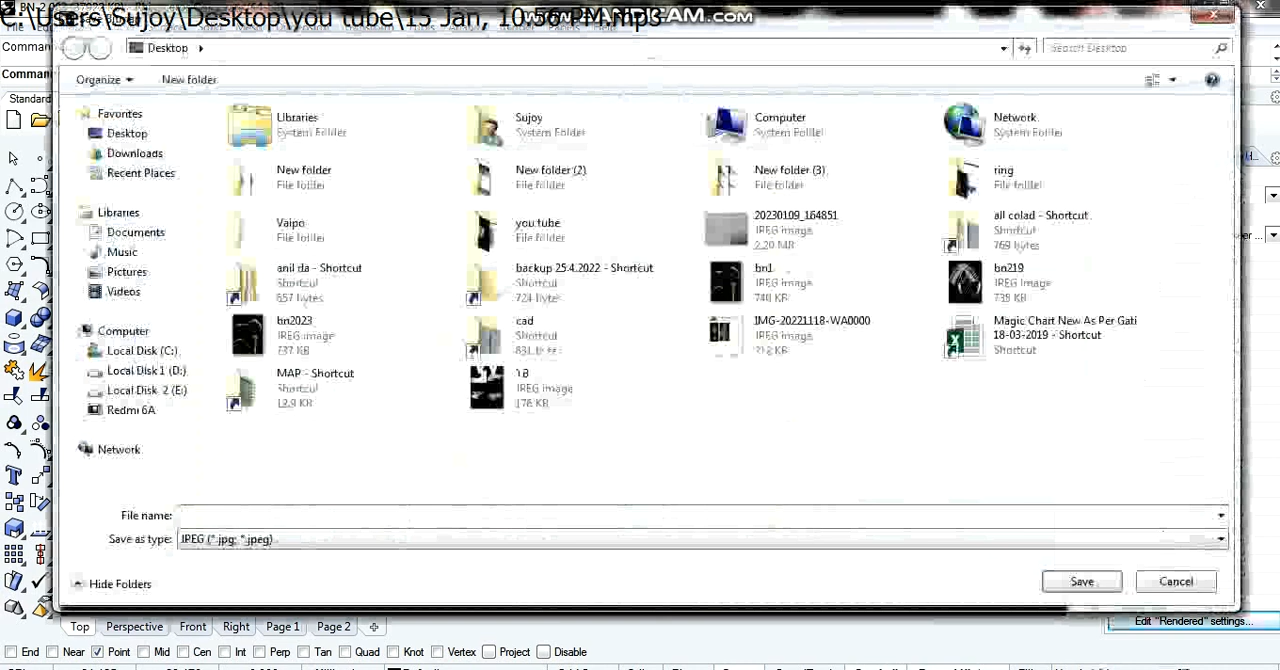 C:\Users\Sujoy\Desktop\you tube\15 Jan, 10.56 PM.mp
Desktop
Search Desktop
Comman
Organize
New folder
Comman
Standard
Favorites
Desktop
Downloads
Recent Places
Libraries
Documents
Music
Pictures
Videos
Computer
Local Disk (C:)
Local Disk 1 (D:)
Local Disk 2 (E:)
Redmi 6A
Network
Libraries
System Folder
Sujoy
System Folder
Computer
System Folder
Network
System Folder
New folder
File folder
New folder (2)
File folder
New folder (3)
File folder
ring
File folder
Vaipo
File folder
you tube
File folder
20230109_164851
JPEG image
2.20 MB
all colad - Shortcut
Shortcut
769 bytes
anil da - Shortcut
Shortcut
657 bytes
backup 25.4.2022 - Shortcut
Shortcut
724 bytes
bn1
JPEG image
740 KB
bn219
JPEG image
735 KB
bn2023
JPEG image
737 KB
cad
Shortcut
IMG-20221118-WA0000
JPEG image
Magic Chart New As Per Gati
18-03-2019 - Shortcut
Shortcut
MAP - Shortcut
Shortcut
JPEG image
176 KB
File name:
Save as type: JPEG (*.jpg; *.jpeg)
Hide Folders
Save
Cancel
Top
Perspective
Front
Right
Page 1
Page 2
Edit "Rendered" settings...
End
Near
Point
Mid
Cen
Int
Perp
Tan
Quad
Knot
Vertex
Project
Disable